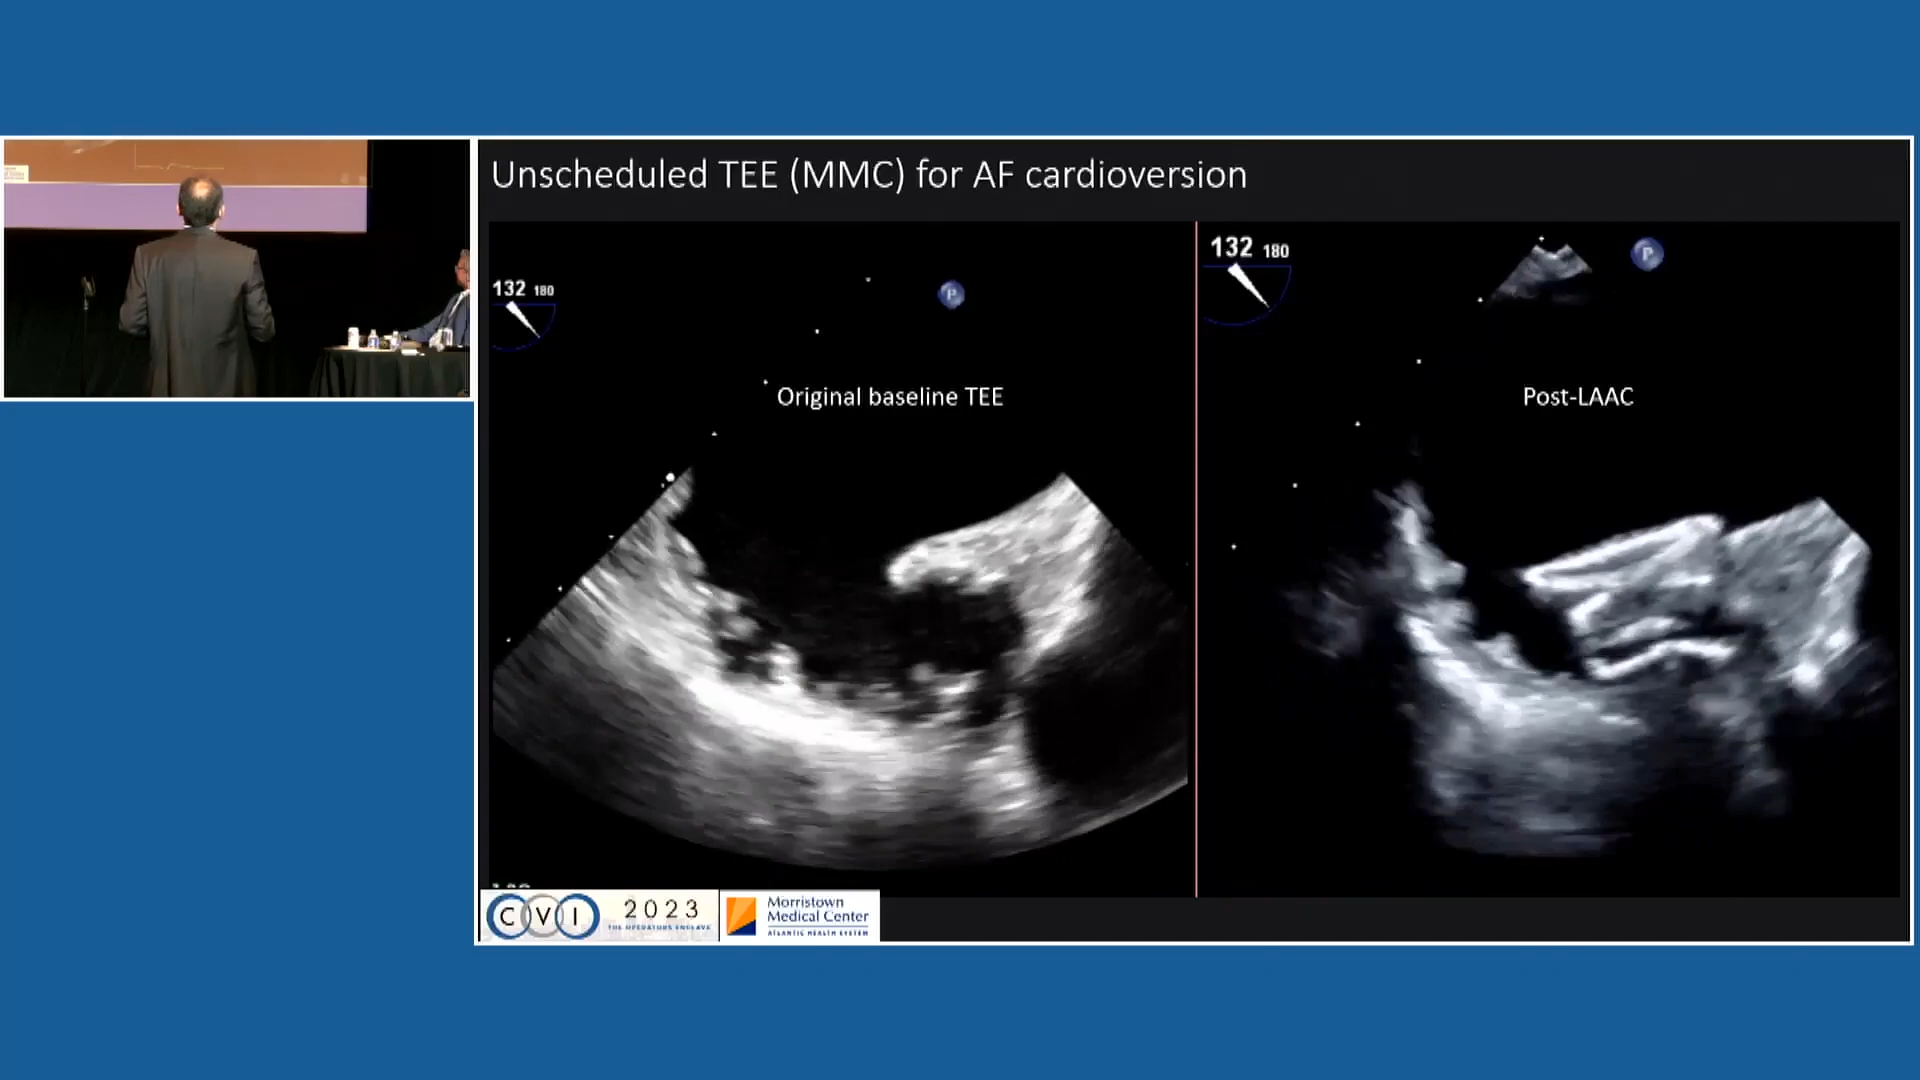 Unscheduled TEE (MMC) for AF cardioversion
132 180
P
Original baseline TEE
132 180
P
Post-LAAC
CVI 2023
THE OPERATORS ENCLAVE
Morristown
Medical Center
ATLANTIC HEALTH SYSTEM